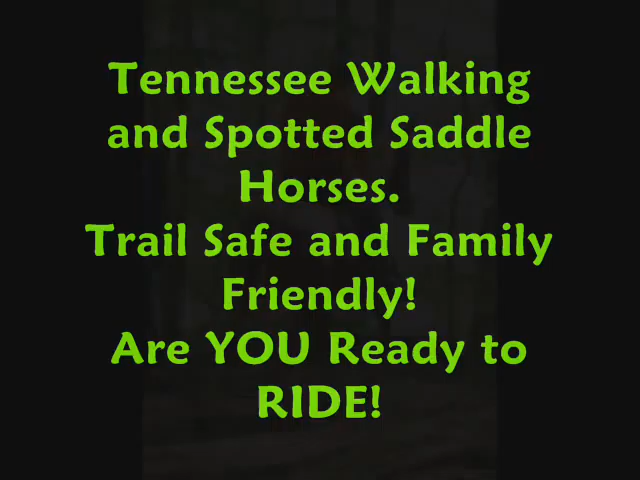 Tennessee Walking
and Spotted Saddle
Horses.
Trail Safe and Family
Friendly!
Are YOU Ready to
RIDE!